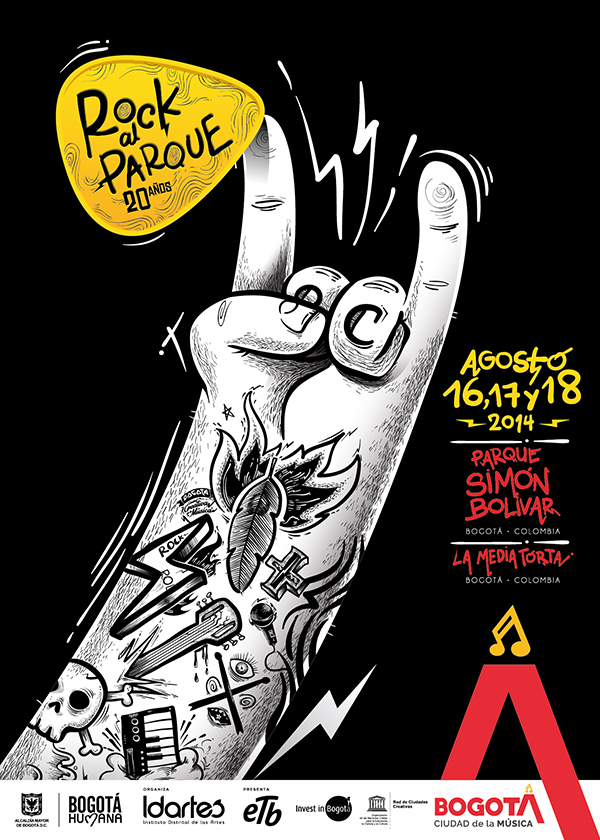 Rock
al
PARQUE
20 AÑOS
C
AGOSTO
16, 17 y 18
2014
PARQUE
SIMÓN
BOLÍVAR
BOGOTÁ · COLOMBIA
LA MEDIA TORTA
BOGOTÁ · COLOMBIA
BOGOTÁ
ROCK
ALCALDÍA MAYOR
DE BOGOTÁ D.C.
BOGOTÁ
HUMANA
ORGANIZA
Idartes
Instituto Distrital de las Artes
PRESENTA
eTb
Invest in Bogotá
Red de Ciudades
Creativas
BOGOTÁ
CIUDAD de la MÚSICA